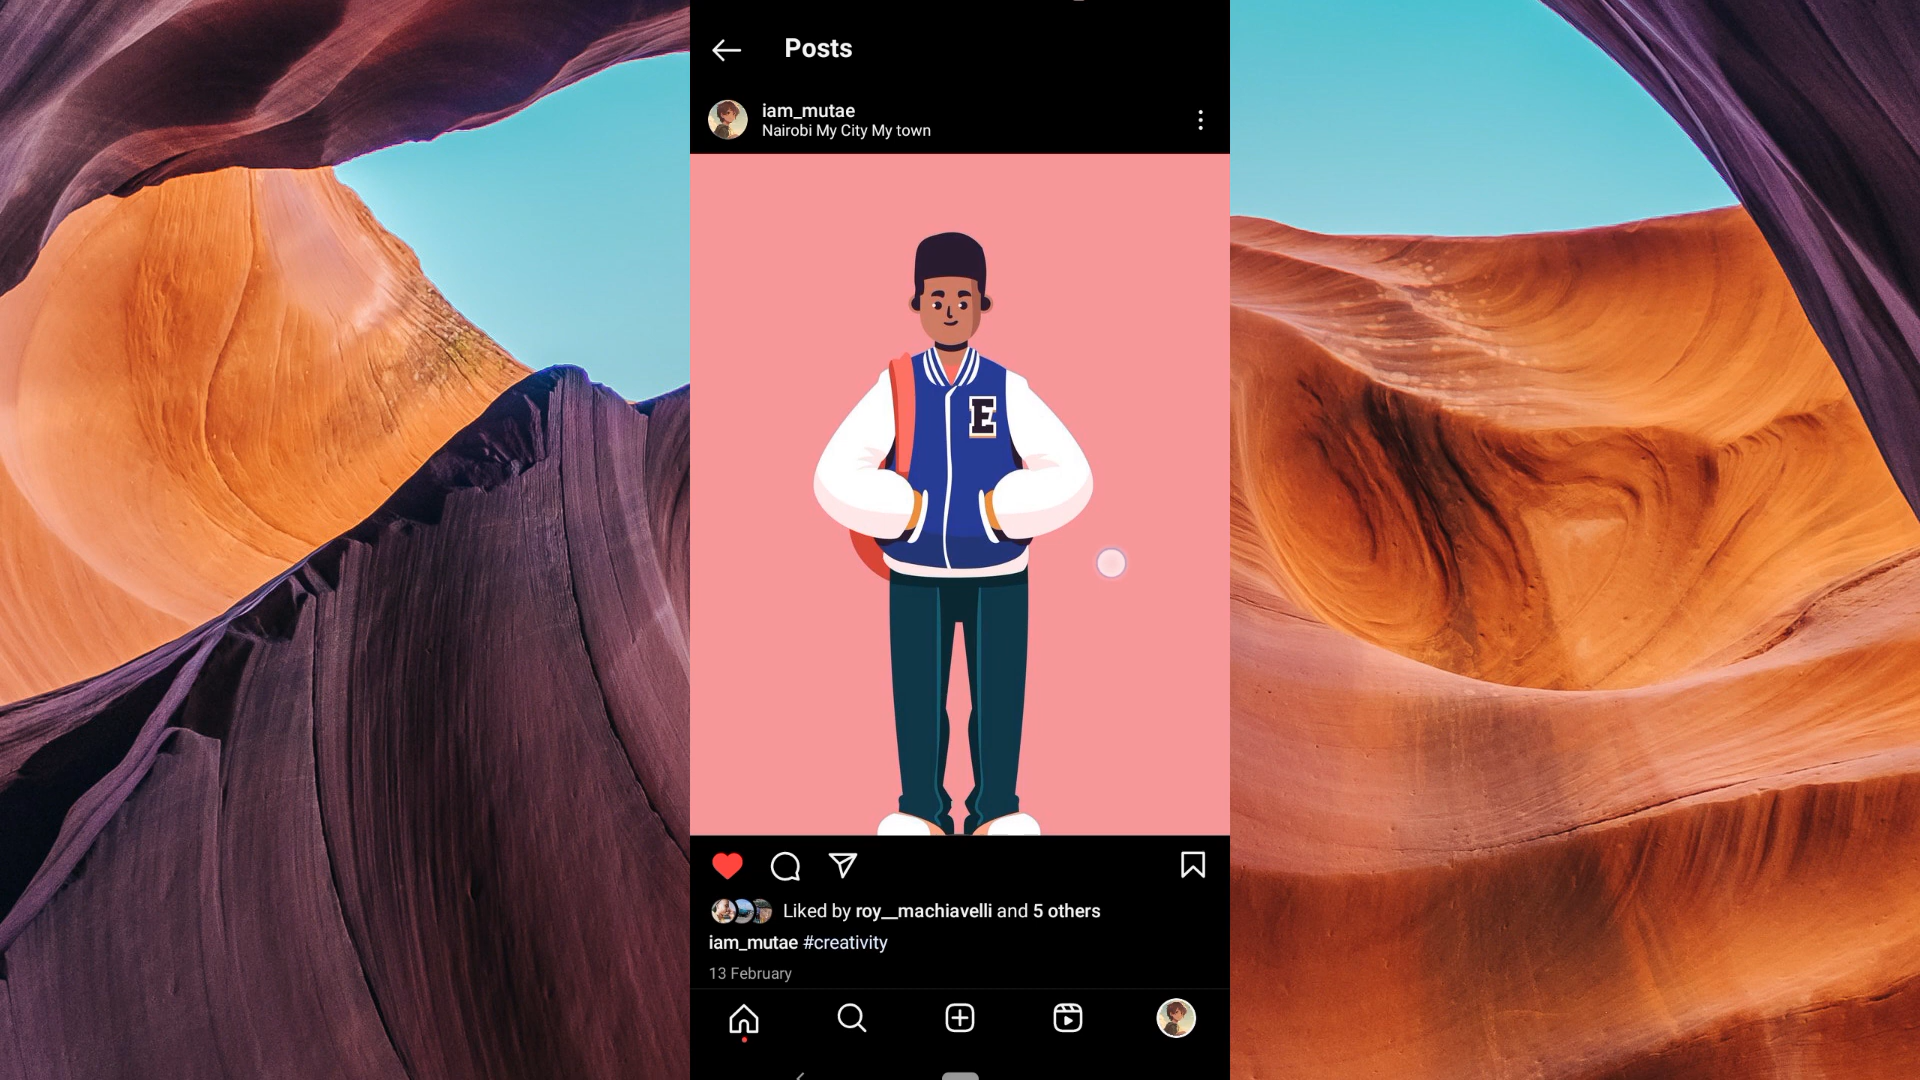 Posts
iam_mutae
Nairobi My City My town
E
Liked by roy__machiavelli and 5 others
iam_mutae #creativity
13 February